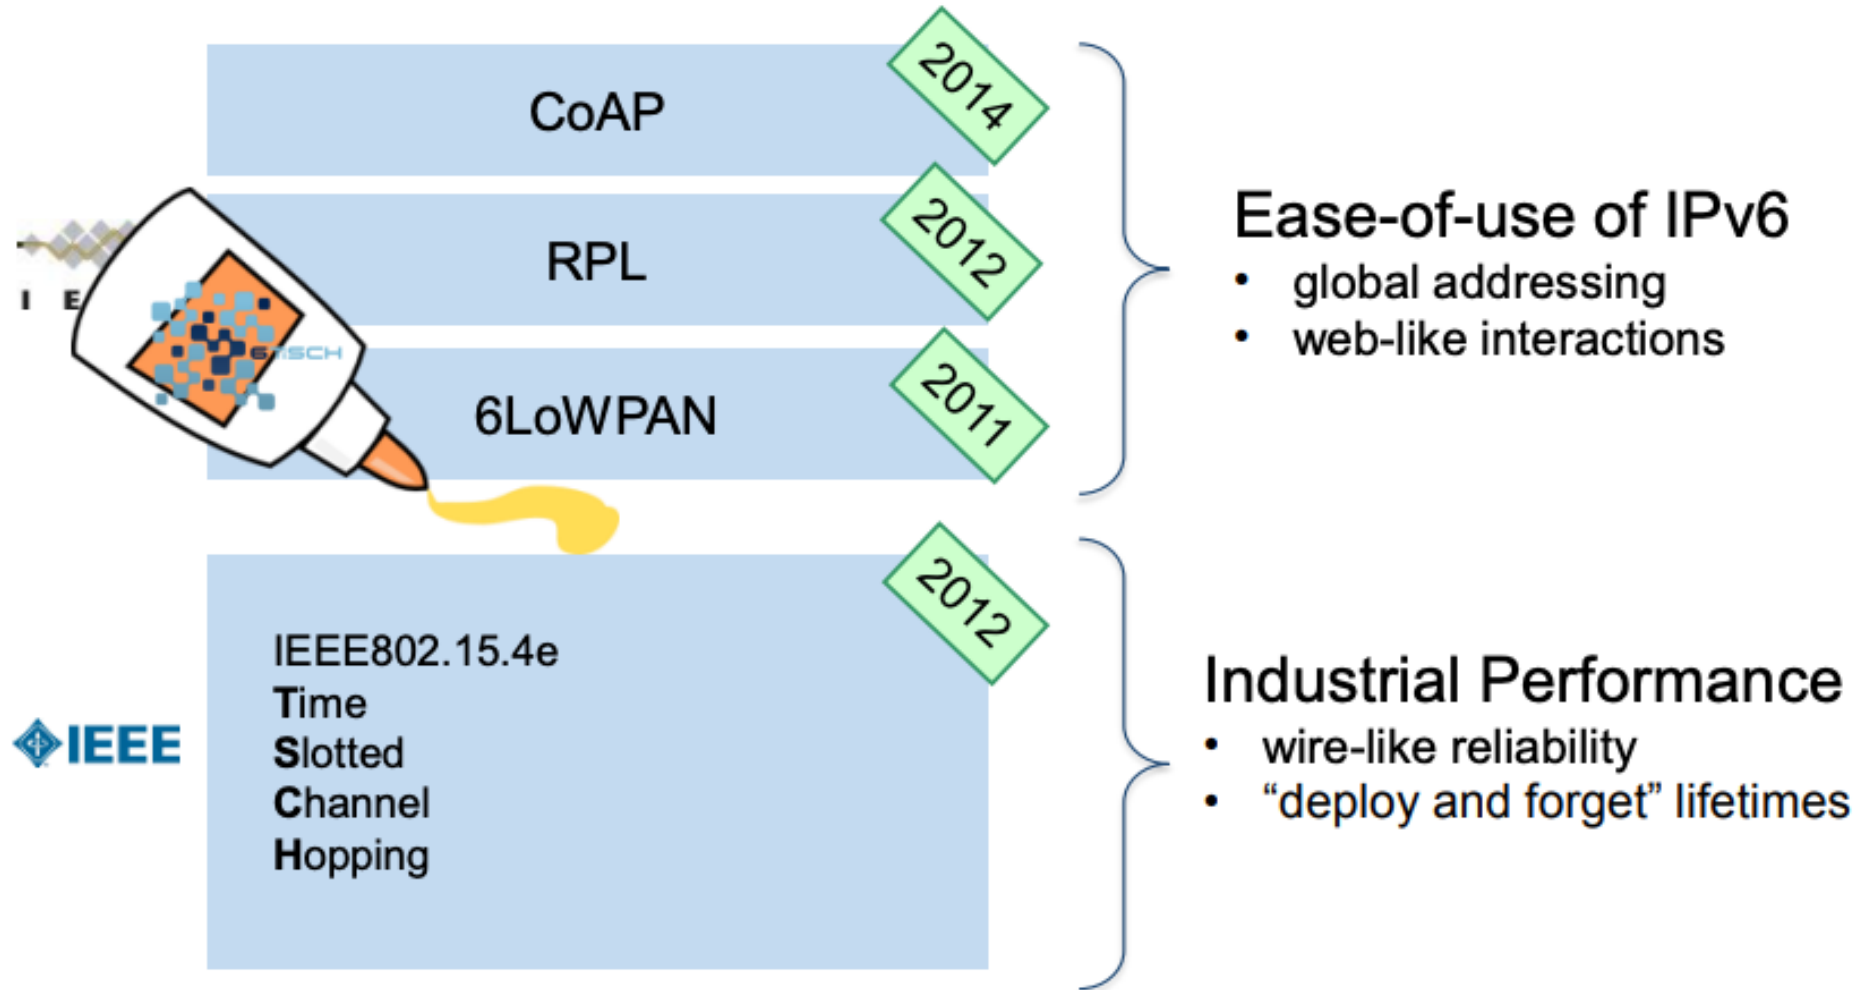 CoAP
2014
RPL
2012
6LoWPAN
2011
I E
6TiSCH
Ease-of-use of IPv6
• global addressing
• web-like interactions
IEEE802.15.4e
Time
Slotted
Channel
Hopping
2012
IEEE
Industrial Performance
• wire-like reliability
• “deploy and forget” lifetimes